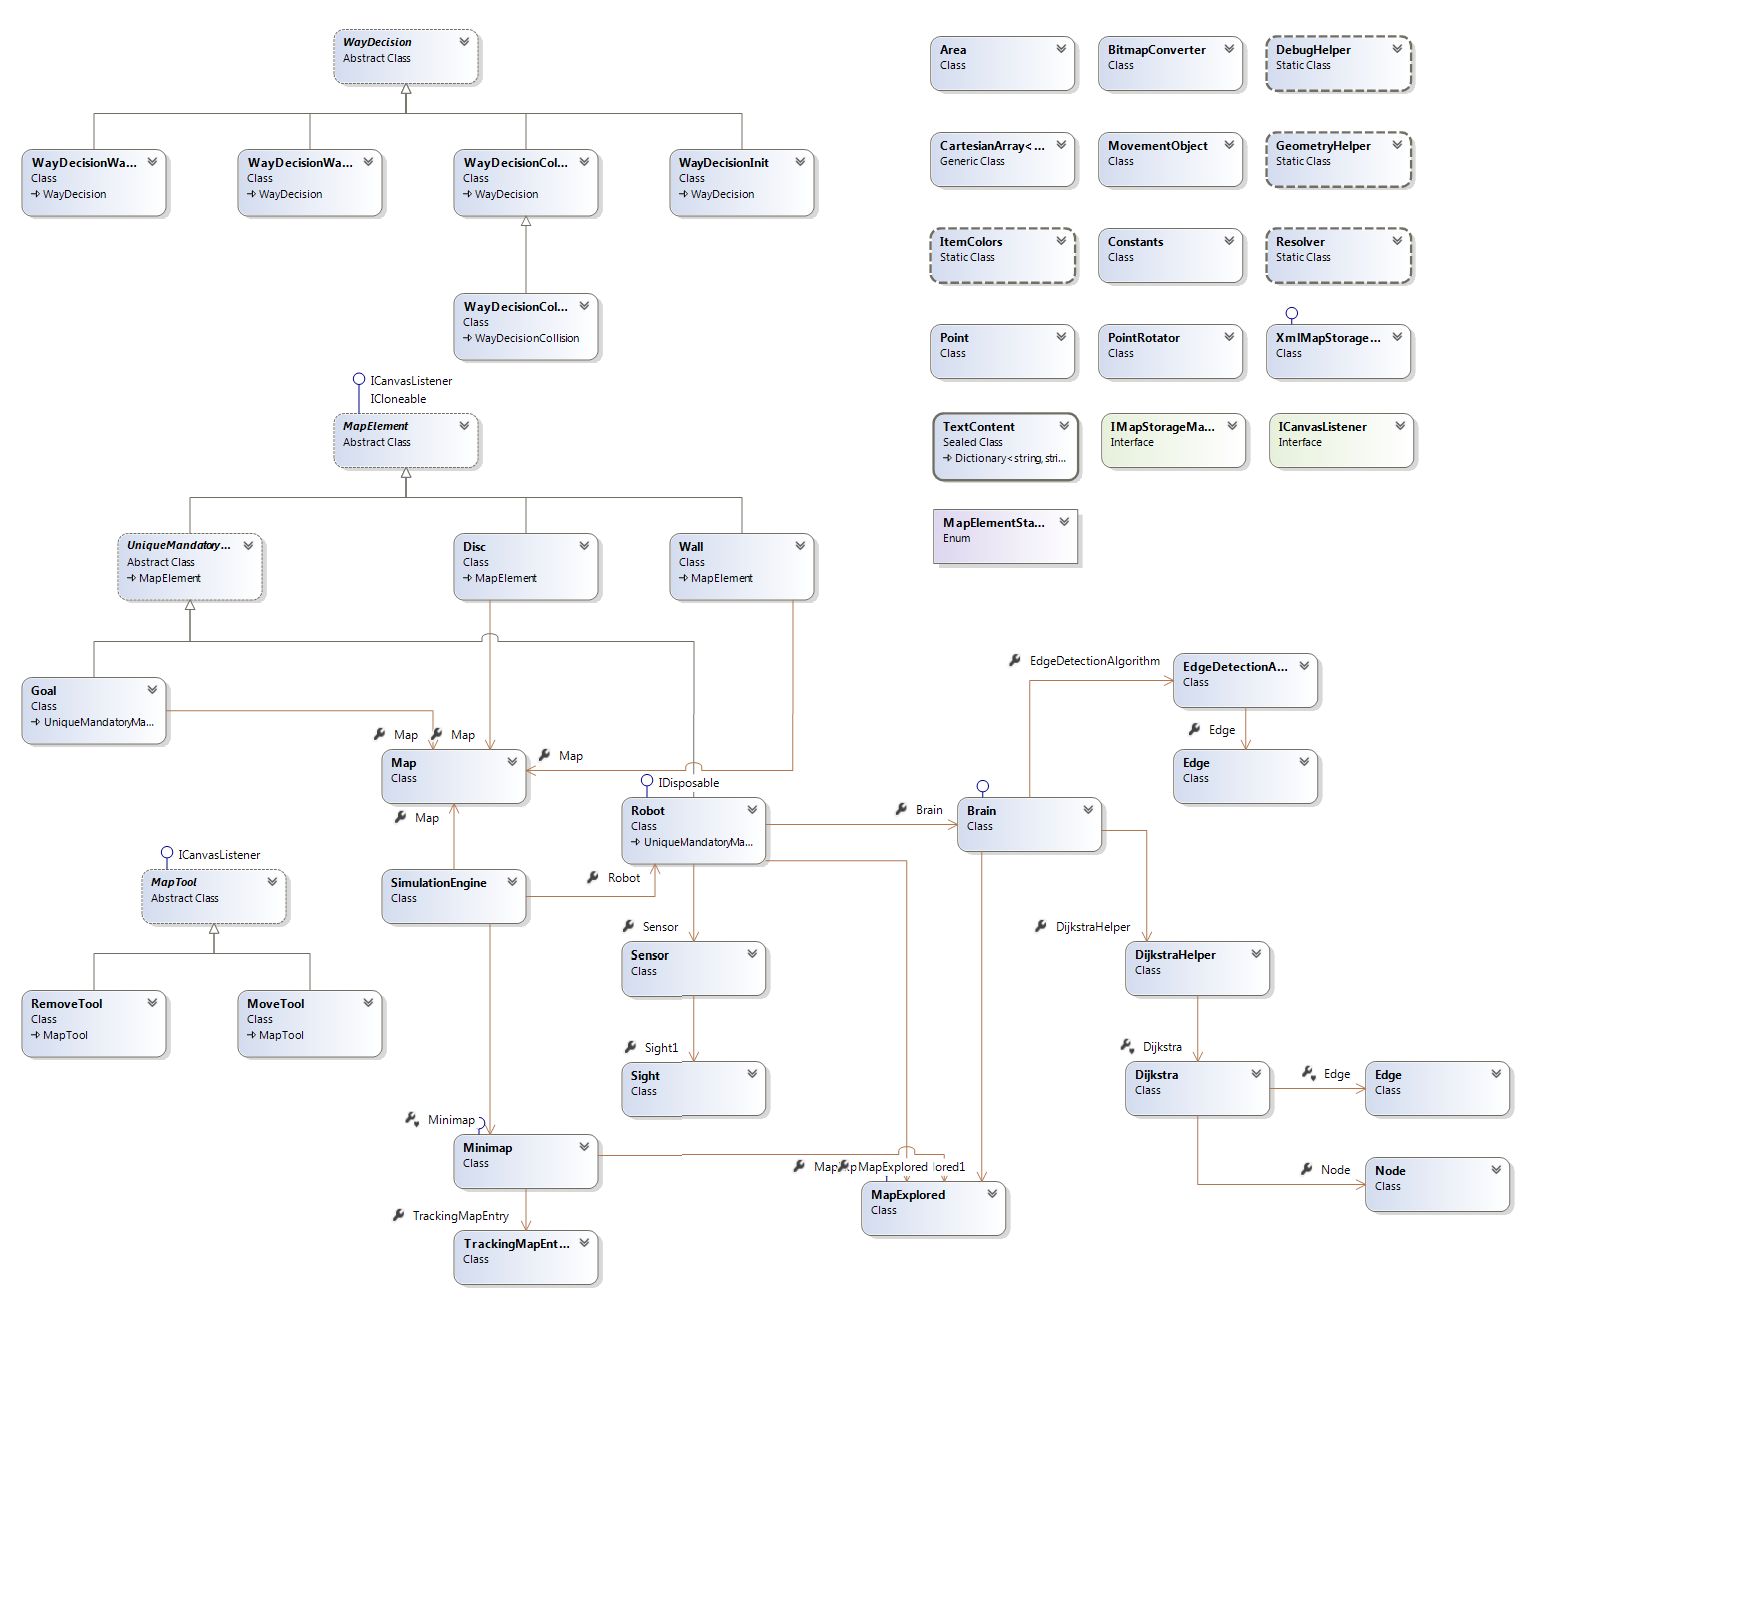 WayDecision
Abstract Class
WayDecisionWa...
Class
WayDecision
WayDecisionWa...
Class
WayDecision
WayDecisionCol...
Class
WayDecision
WayDecisionInit
Class
WayDecision
WayDecisionCol...
Class
WayDecisionCollision
ICanvasListener
ICloneable
MapElement
Abstract Class
UniqueMandatory...
Abstract Class
MapElement
Disc
Class
MapElement
Wall
Class
MapElement
Goal
Class
UniqueMandatoryMa...
Map
Map
Map
Map
Class
Map
IDisposable
Robot
Class
UniqueMandatoryMa...
ICanvasListener
MapTool
Abstract Class
SimulationEngine
Class
Robot
RemoveTool
Class
MapTool
MoveTool
Class
MapTool
Sensor
Sensor
Class
Sight1
Sight
Class
Minimap
Minimap
Class
TrackingMapEntry
TrackingMapEnt...
Class
Area
Class
BitmapConverter
Class
DebugHelper
Static Class
CartesianArray<...
Generic Class
MovementObject
Class
GeometryHelper
Static Class
ItemColors
Static Class
Constants
Class
Resolver
Static Class
Point
Class
PointRotator
Class
XmlMapStorage...
Class
TextContent
Sealed Class
Dictionary<string, stri...
IMapStorageMa...
Interface
ICanvasListener
Interface
MapElementSta...
Enum
EdgeDetectionAlgorithm
EdgeDetectionA...
Class
Edge
Edge
Class
Brain
Brain
Class
DijkstraHelper
DijkstraHelper
Class
Dijkstra
Dijkstra
Class
Edge
Edge
Class
Node
Node
Class
MapExplored
MapExplored
Class